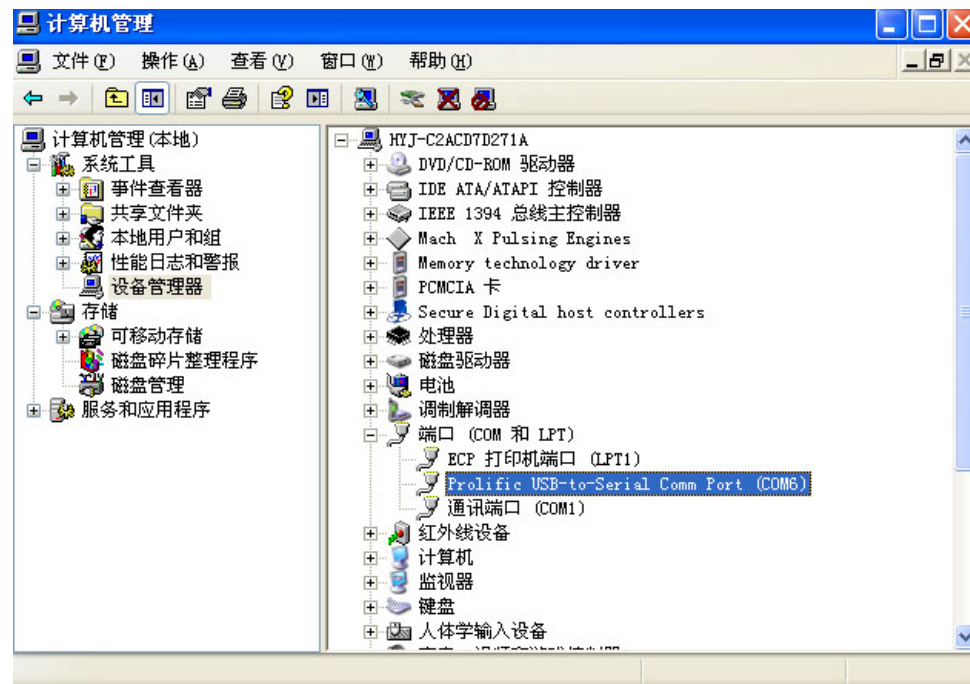 计算机管理
文件(F) 操作(A) 查看(V) 窗口(W) 帮助(H)
计算机管理(本地)
系统工具
事件查看器
共享文件夹
本地用户和组
性能日志和警报
设备管理器
存储
可移动存储
磁盘碎片整理程序
磁盘管理
服务和应用程序
HYJ-C2ACD7D271A
DVD/CD-ROM 驱动器
IDE ATA/ATAPI 控制器
IEEE 1394 总线主控制器
Mach X Pulsing Engines
Memory technology driver
PCMCIA 卡
Secure Digital host controllers
处理器
磁盘驱动器
电池
调制解调器
端口 (COM 和 LPT)
ECP 打印机端口 (LPT1)
Prolific USB-to-Serial Comm Port (COM6)
通讯端口 (COM1)
红外线设备
计算机
监视器
键盘
人体学输入设备